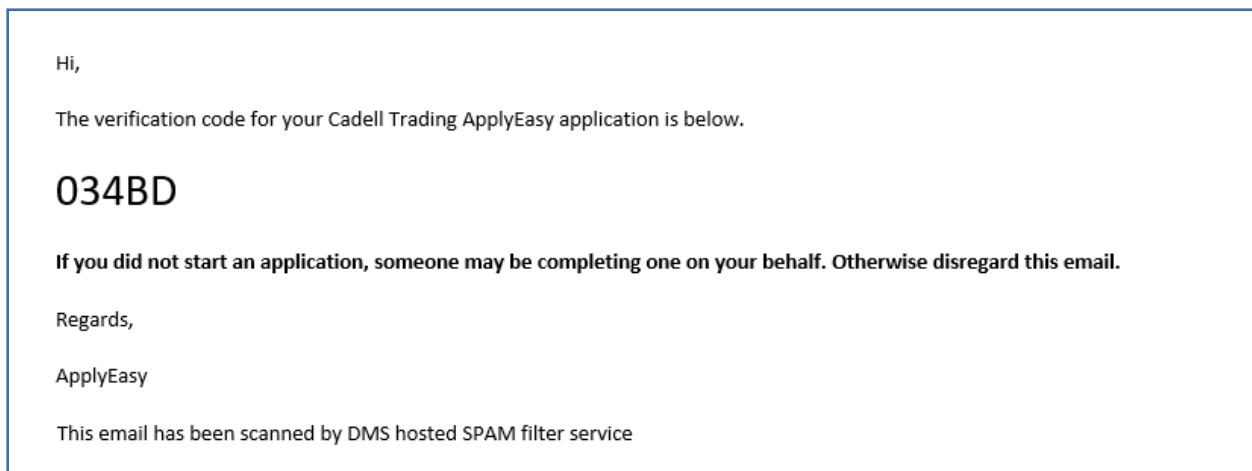 Hi,
The verification code for your Cadell Trading ApplyEasy application is below.
034BD
If you did not start an application, someone may be completing one on your behalf. Otherwise disregard this email.
Regards,
ApplyEasy
This email has been scanned by DMS hosted SPAM filter service